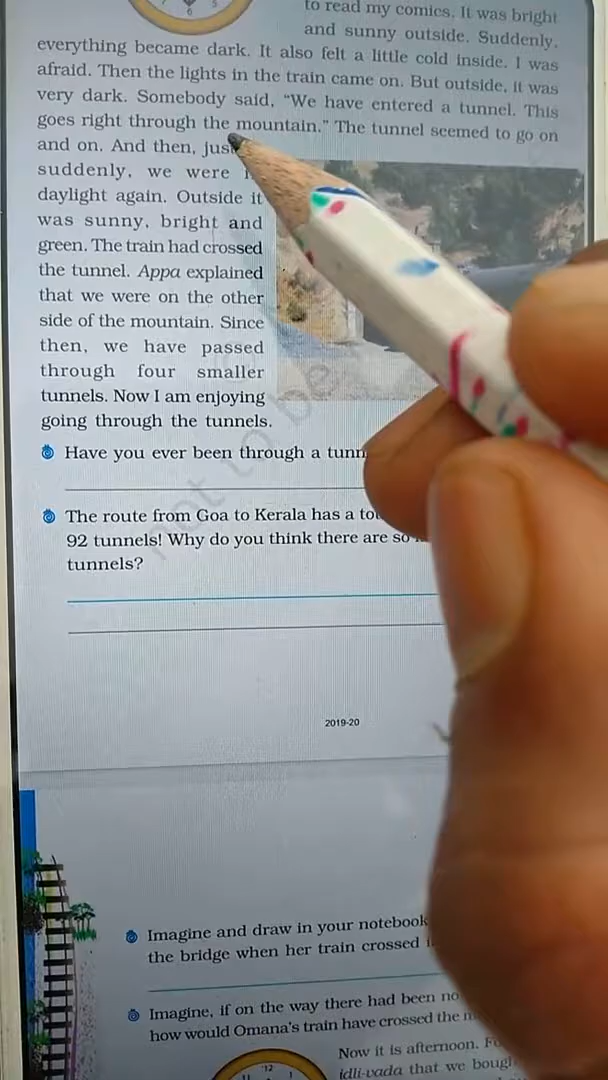 to read my comics. It was bright
and sunny outside. Suddenly,
everything became dark. It also felt a little cold inside. I was
afraid. Then the lights in the train came on. But outside, it was
very dark. Somebody said, “We have entered a tunnel. This
goes right through the mountain.” The tunnel seemed to go on
and on. And then, just
suddenly, we were
daylight again. Outside it
was sunny, bright and
green. The train had crossed
the tunnel. Appa explained
that we were on the other
side of the mountain. Since
then, we have passed
through four smaller
tunnels. Now I am enjoying
going through the tunnels.
Have you ever been through a
The route from Goa to Kerala has a
92 tunnels! Why do you think there are so
tunnels?
not to be
2019-20
Imagine and draw in your notebook
the bridge when her train crossed
Imagine, if on the way there had been no
how would Omana's train have crossed the
Now it is afternoon.
idli-vada that we
6 5
12
11 1